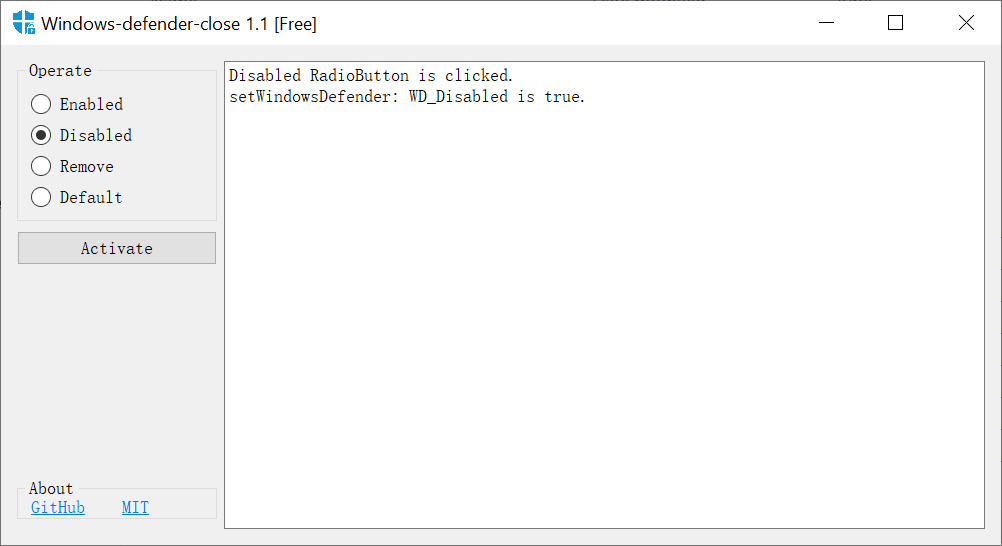 Windows-defender-close 1.1 [Free]
Operate
Enabled
Disabled
Remove
Default
Activate
Disabled RadioButton is clicked.
setWindowsDefender: WD_Disabled is true.
About
GitHub MIT